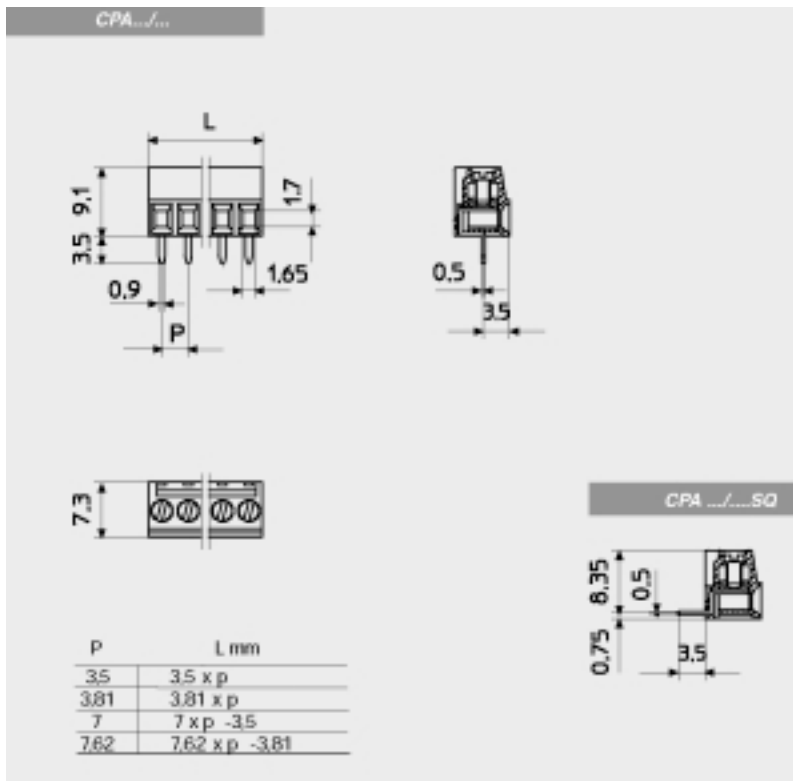 CPA.../...
L
9,1
3,5
1,7
0,9
1,65
P
0,5
3,5
7,3
CPA .../....SQ
8,35
0,5
0,75
3,5
P L mm
3,5 3,5 x p
3,81 3,81 x p
7 7 x p -3,5
7,62 7,62 x p -3,81